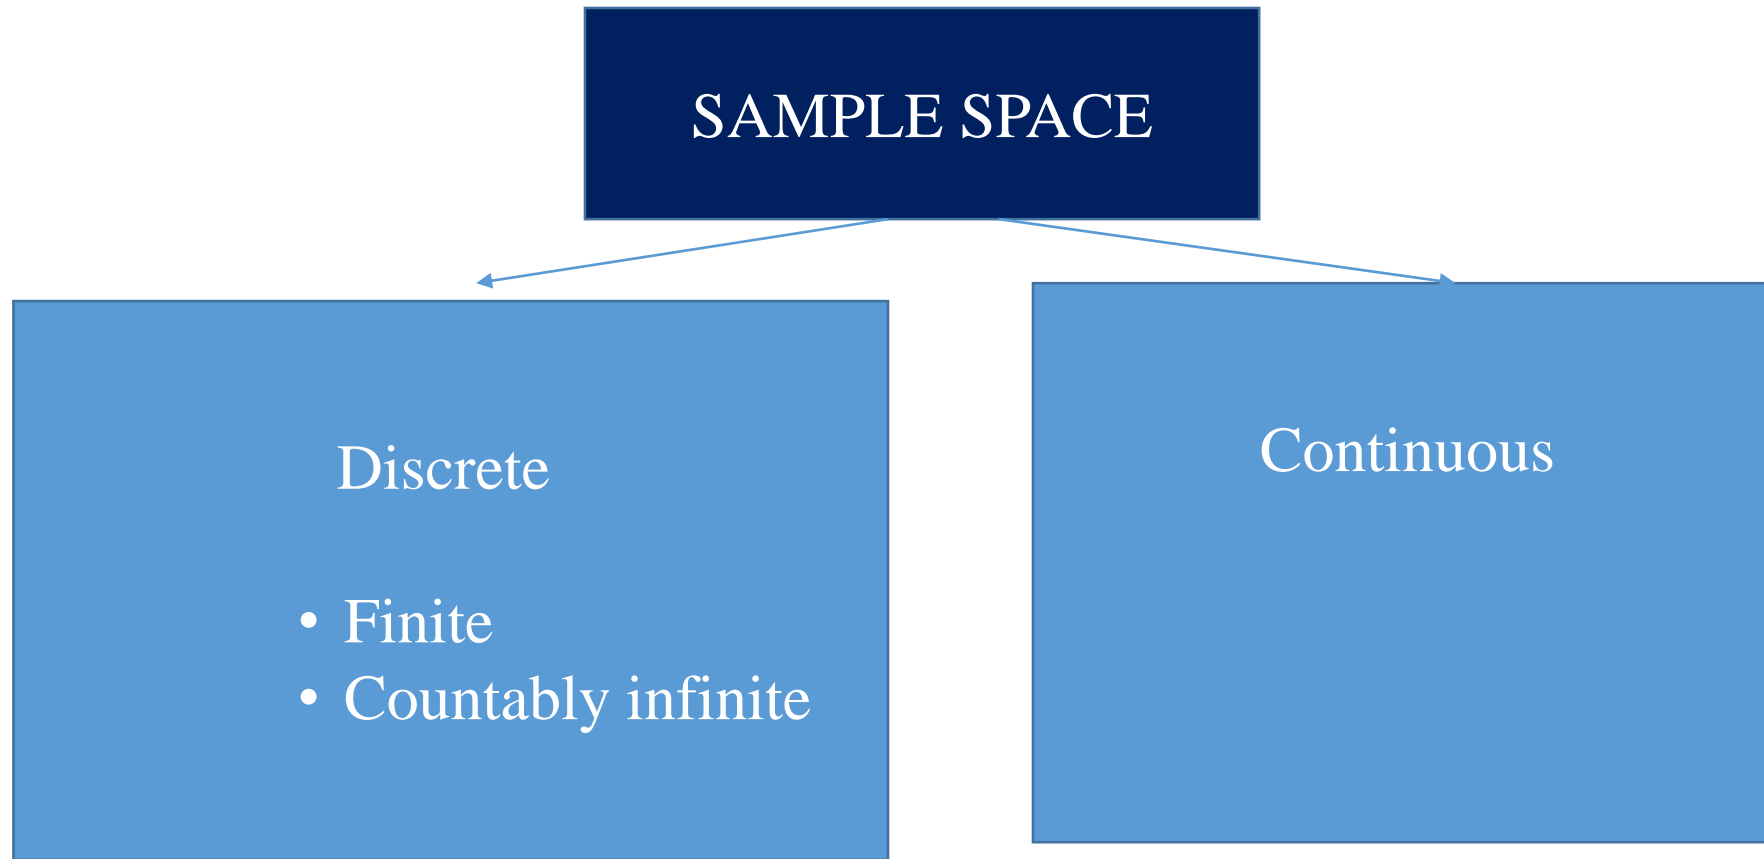 SAMPLE SPACE
Discrete
• Finite
• Countably infinite
Continuous